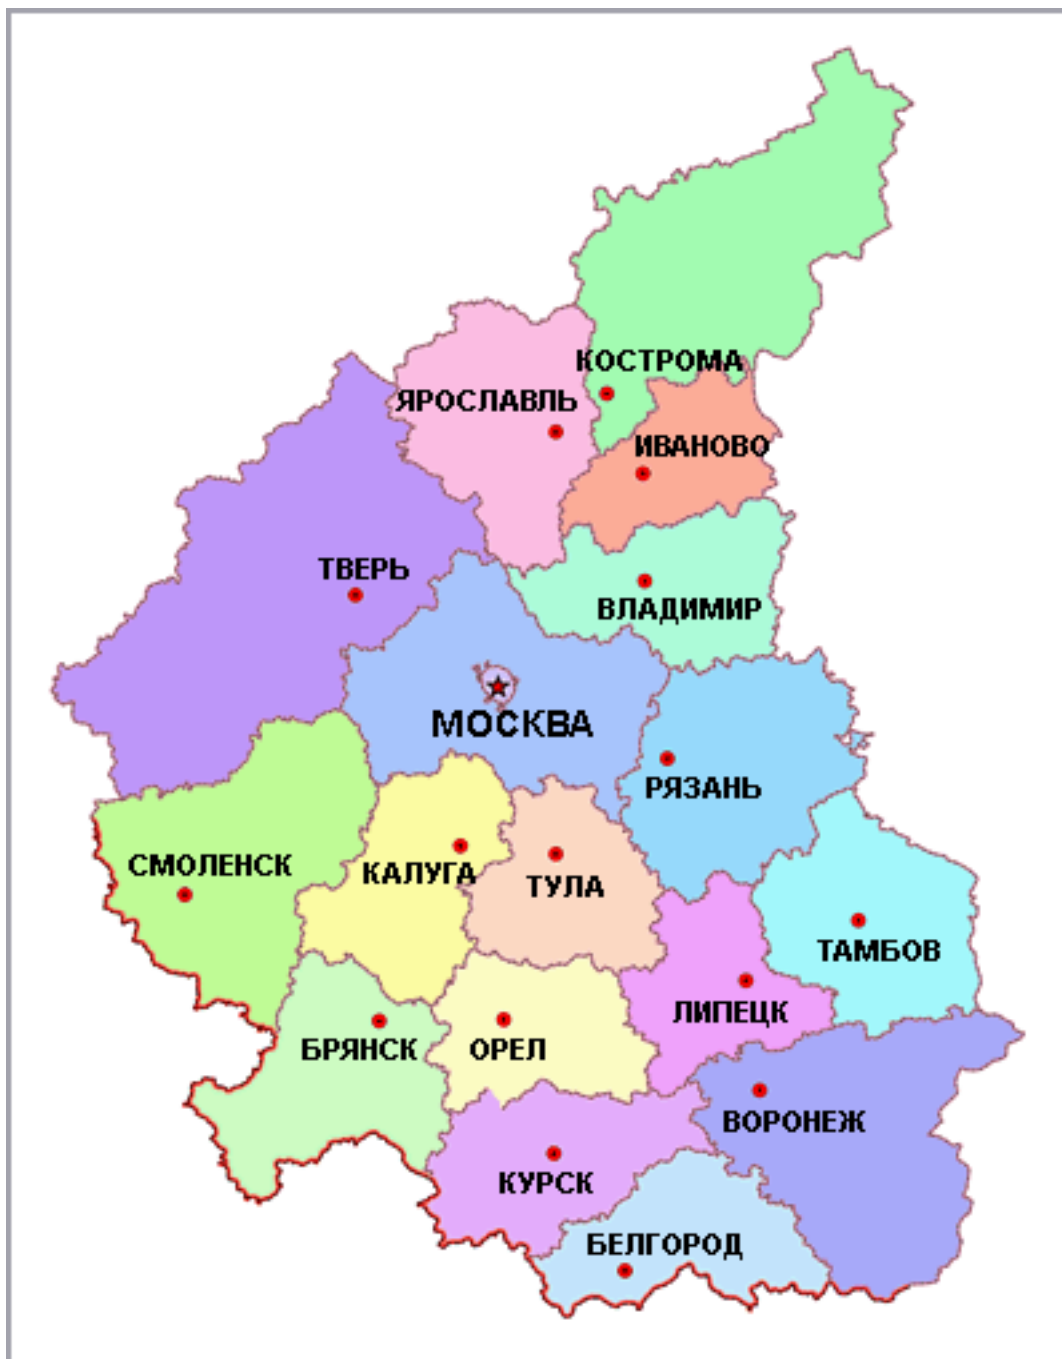 КОСТРОМА
ЯРОСЛАВЛЬ
ИВАНОВО
ТВЕРЬ
ВЛАДИМИР
МОСКВА
РЯЗАНЬ
СМОЛЕНСК
КАЛУГА
ТУЛА
ТАМБОВ
ЛИПЕЦК
БРЯНСК
ОРЕЛ
ВОРОНЕЖ
КУРСК
БЕЛГОРОД